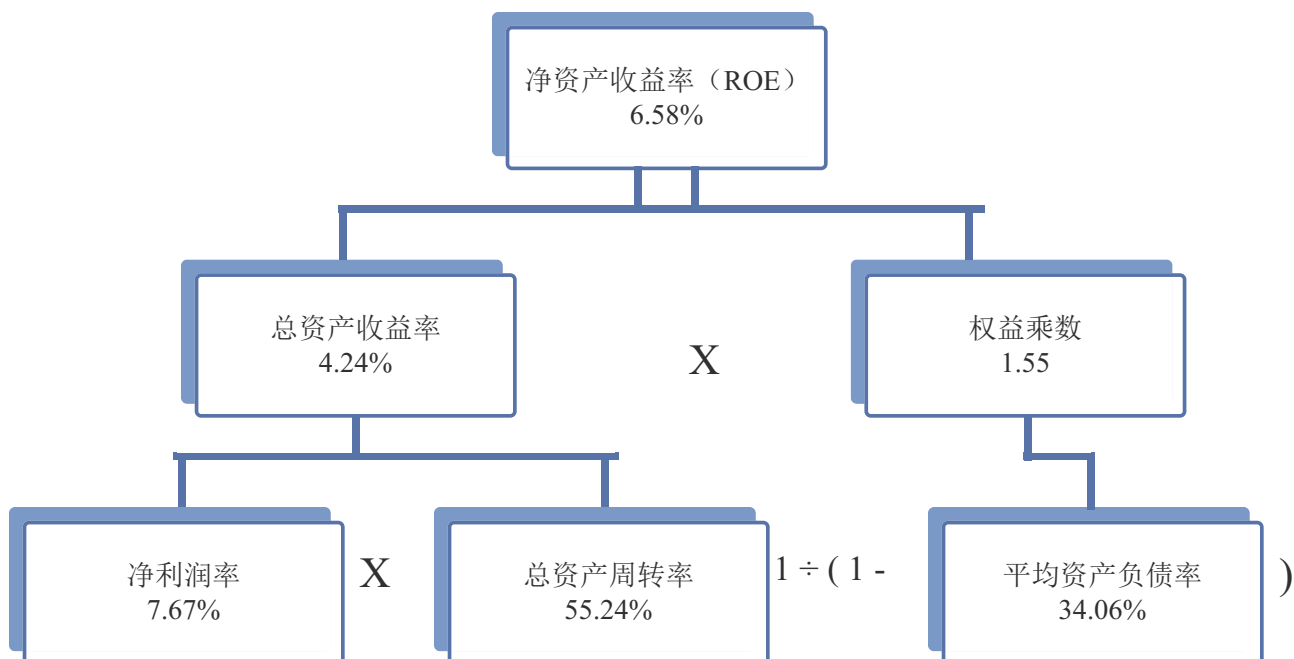 净资产收益率（ROE）
6.58%
总资产收益率
4.24%
X
权益乘数
1.55
净利润率
7.67%
X
总资产周转率
55.24%
1 ÷ ( 1 -
平均资产负债率
34.06%
)